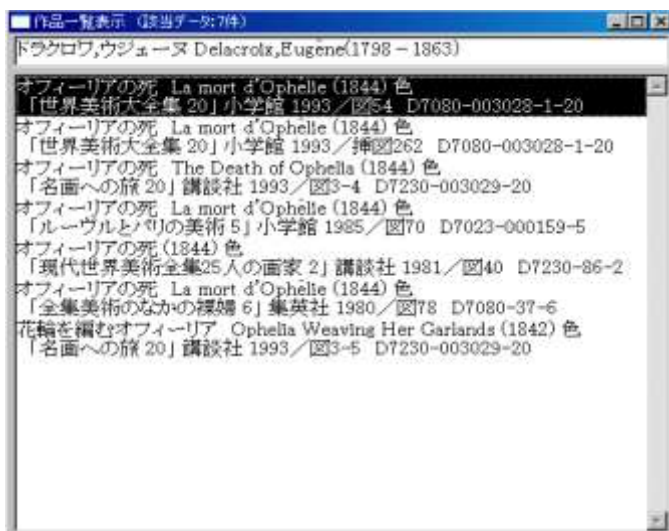 作品一覧表示 (該当データ:7件)
ドラクロワ,ウジェーヌ Delacroix,Eugène(1798－1863)
オフィーリアの死 La mort d'Ophélie (1844) 色
「世界美術大全集 20」小学館 1993／図54 D7080-003028-1-20
オフィーリアの死 La mort d'Ophélie (1844) 色
「世界美術大全集 20」小学館 1993／挿図262 D7080-003028-1-20
オフィーリアの死 The Death of Ophelia (1844) 色
「名画への旅 20」講談社 1993／図3-4 D7230-003029-20
オフィーリアの死 La mort d'Ophélie (1844) 色
「ルーヴルとパリの美術 5」小学館 1985／図70 D7023-000159-5
オフィーリアの死 (1844) 色
「現代世界美術全集25人の画家 2」講談社 1981／図40 D7230-86-2
オフィーリアの死 La mort d'Ophélie (1844) 色
「全集美術のなかの裸婦 6」集英社 1980／図78 D7080-37-6
花輪を編むオフィーリア Ophelia Weaving Her Garlands (1842) 色
「名画への旅 20」講談社 1993／図3-5 D7230-003029-20